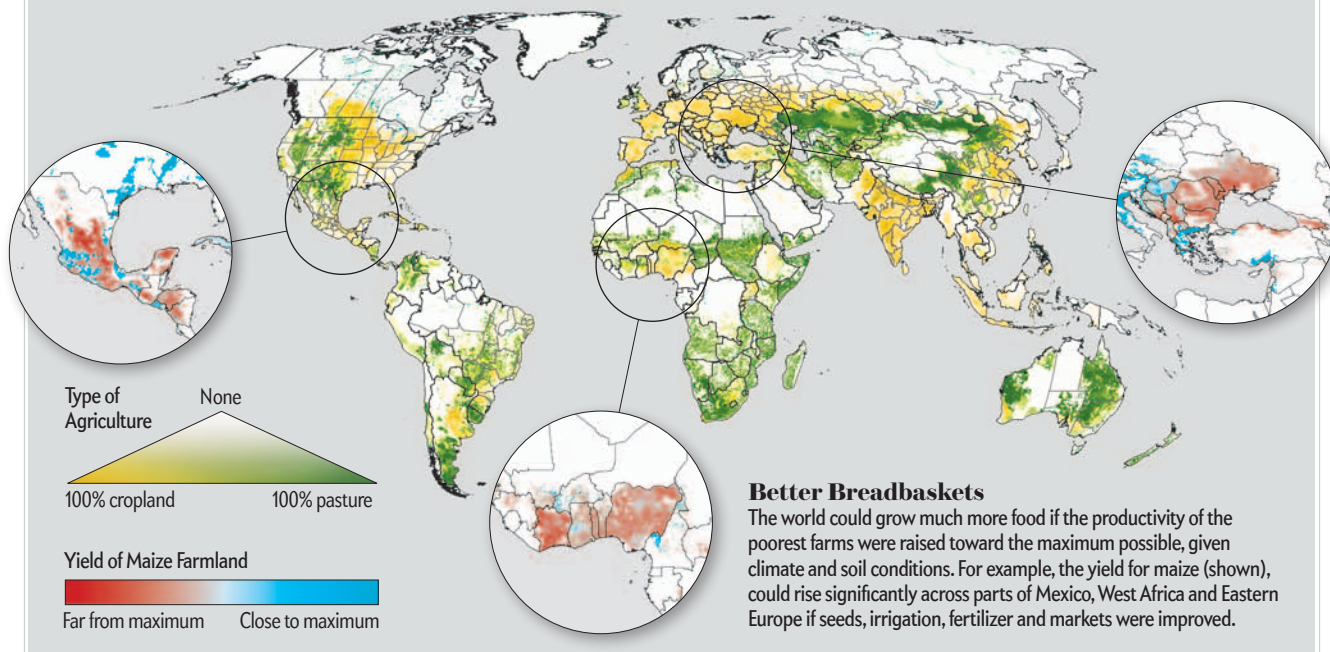 Type of
Agriculture
None
100% cropland
100% pasture
Yield of Maize Farmland
Far from maximum
Close to maximum
Better Breadbaskets
The world could grow much more food if the productivity of the
poorest farms were raised toward the maximum possible, given
climate and soil conditions. For example, the yield for maize (shown),
could rise significantly across parts of Mexico, West Africa and Eastern
Europe if seeds, irrigation, fertilizer and markets were improved.